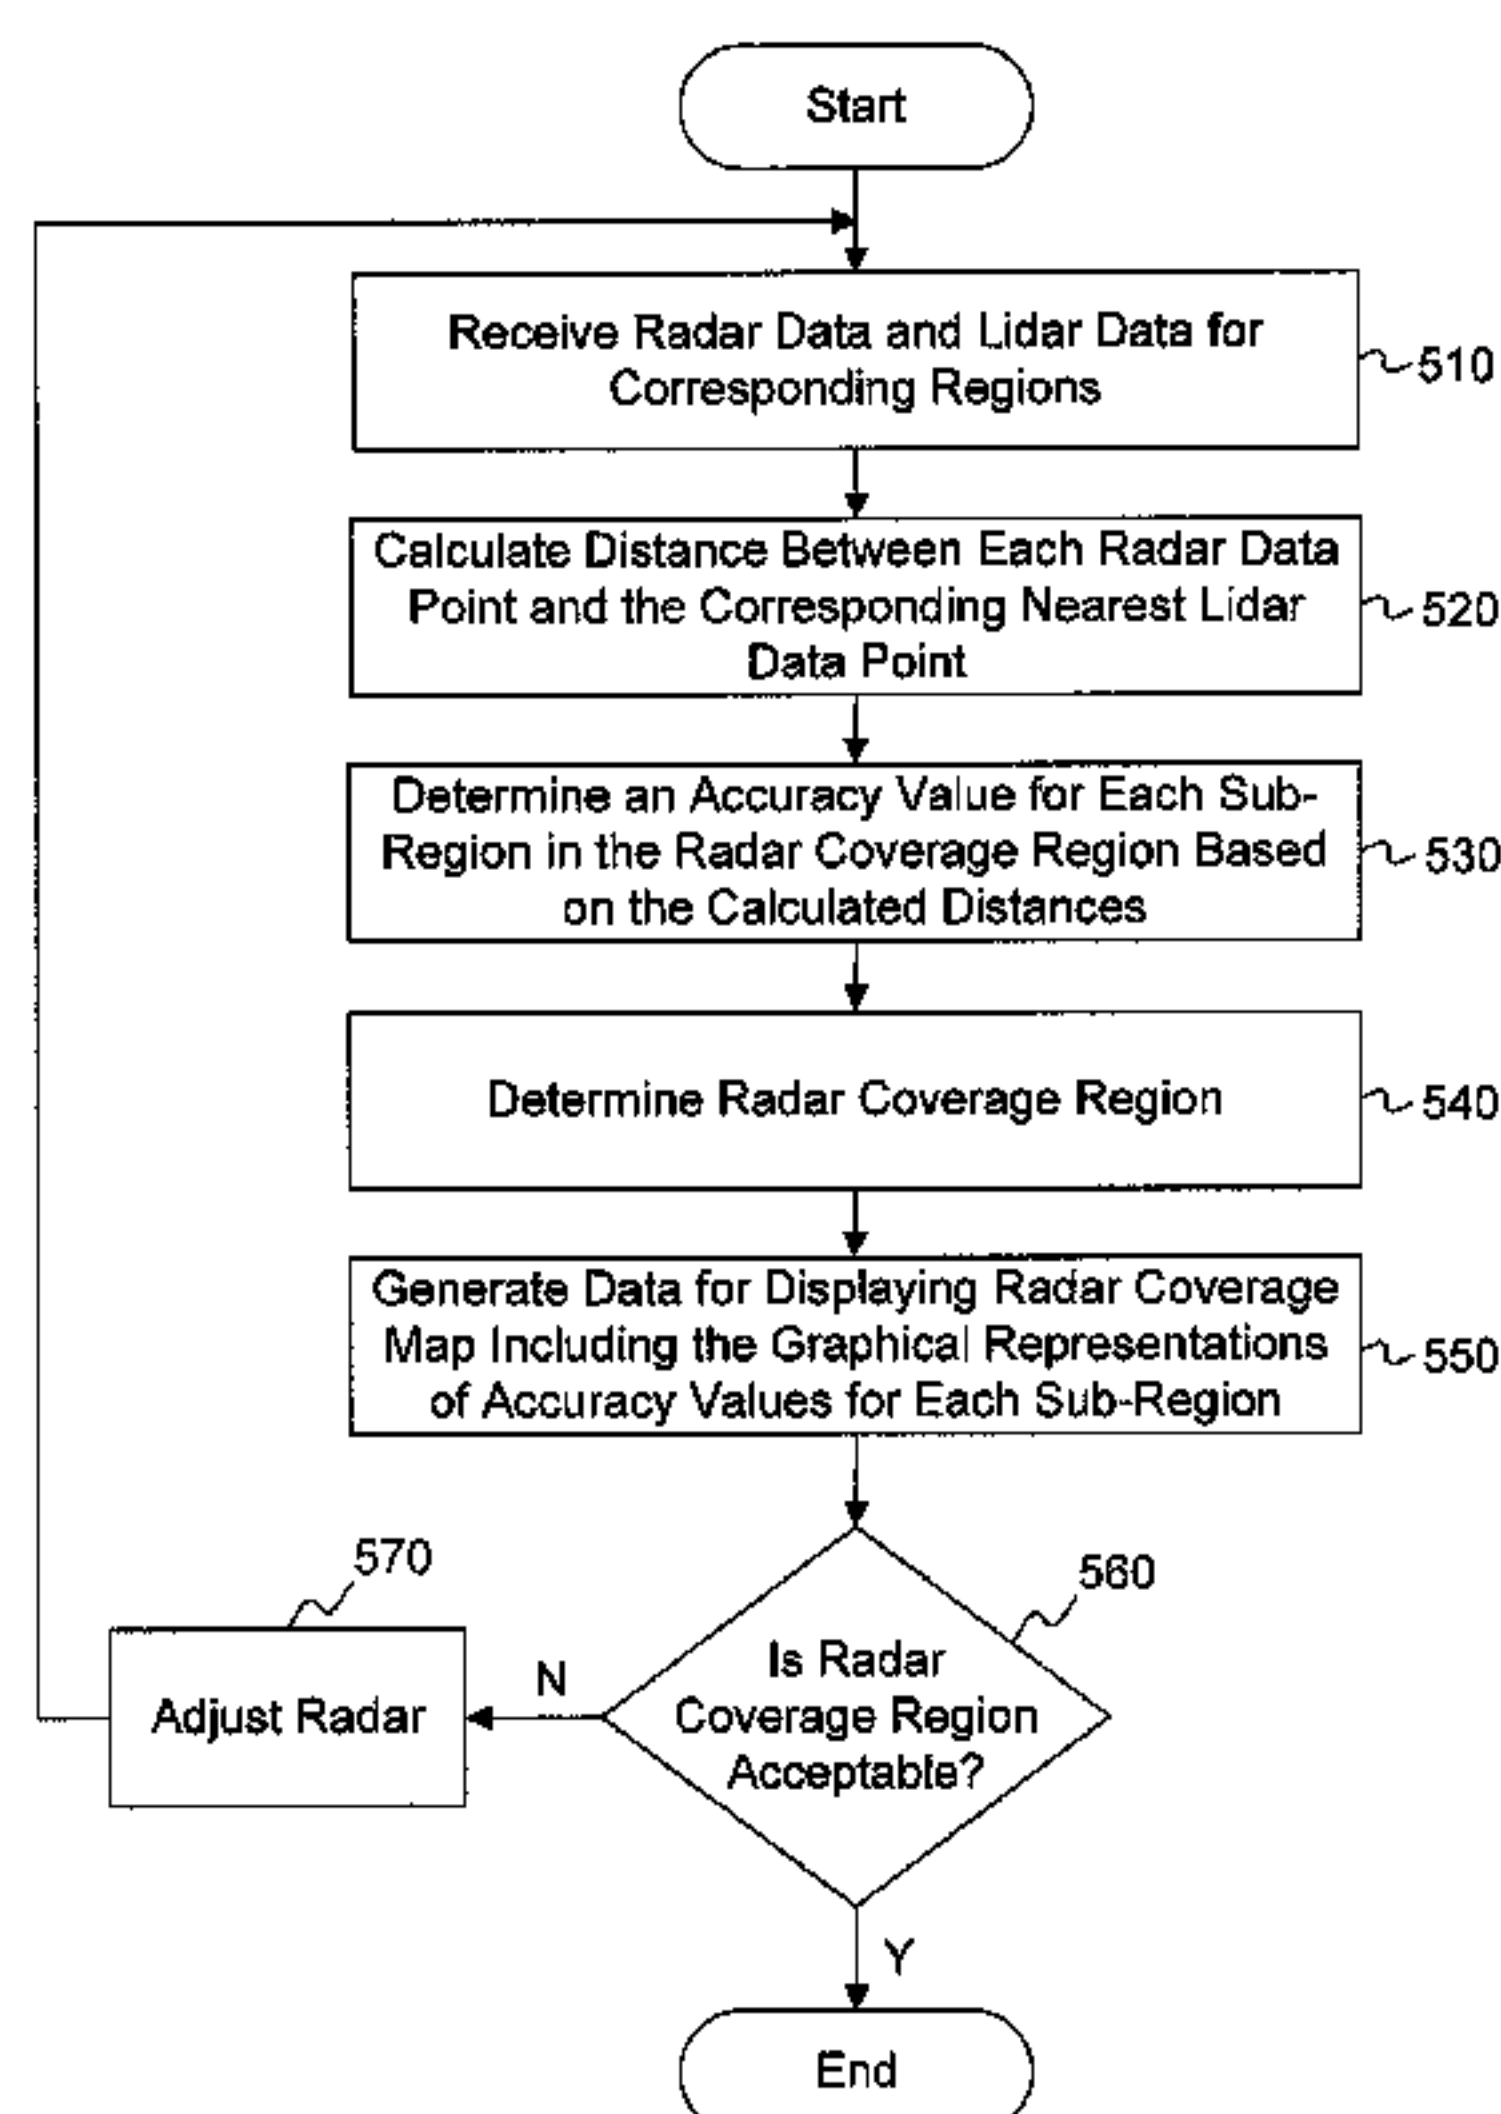 Start
Receive Radar Data and Lidar Data for
Corresponding Regions
510
Calculate Distance Between Each Radar Data
Point and the Corresponding Nearest Lidar
Data Point
520
Determine an Accuracy Value for Each Sub-
Region in the Radar Coverage Region Based
on the Calculated Distances
530
Determine Radar Coverage Region
540
Generate Data for Displaying Radar Coverage
Map Including the Graphical Representations
of Accuracy Values for Each Sub-Region
550
570
560
Adjust Radar
N
Is Radar
Coverage Region
Acceptable?
Y
End